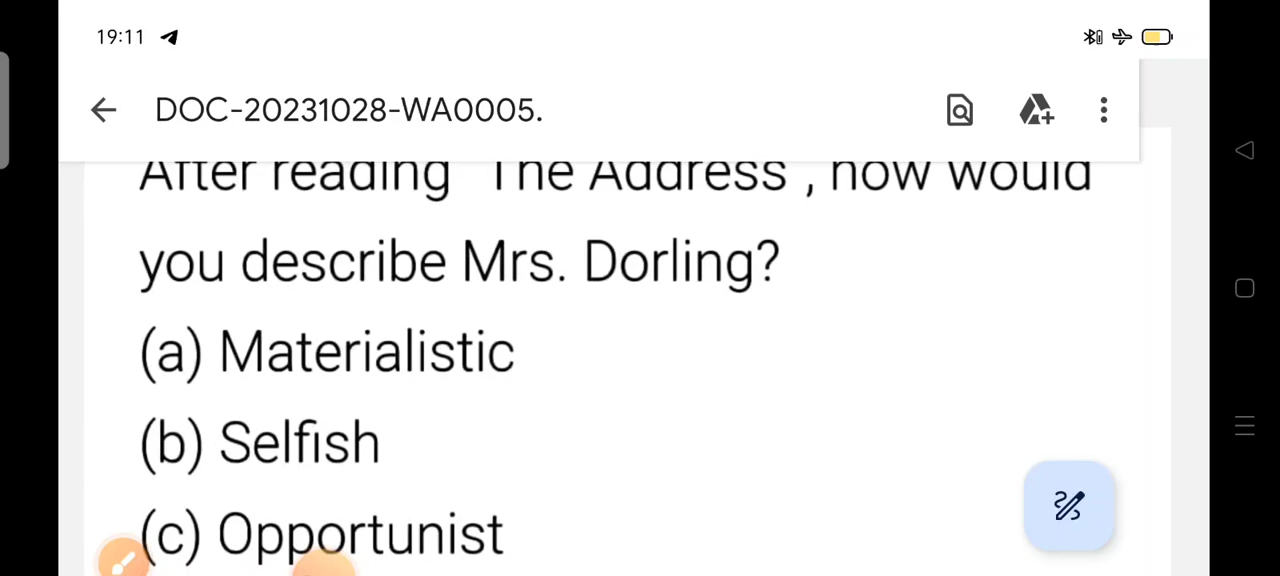 19:11
DOC-20231028-WA0005.
After reading "The Address", how would
you describe Mrs. Dorling?
(a) Materialistic
(b) Selfish
(c) Opportunist